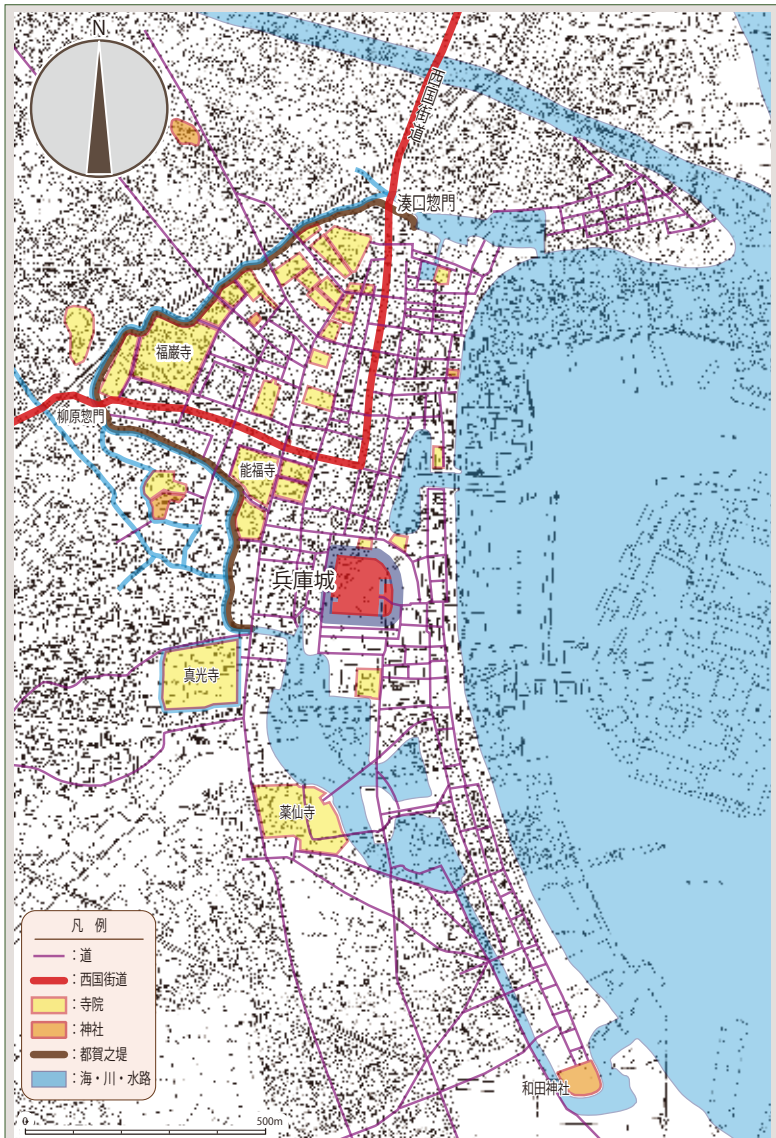 N
西国街道
湊口惣門
福巌寺
柳原惣門
能福寺
兵庫城
真光寺
薬仙寺
凡 例
：道
：西国街道
：寺院
：神社
：都賀之堤
：海・川・水路
和田神社
0 500m